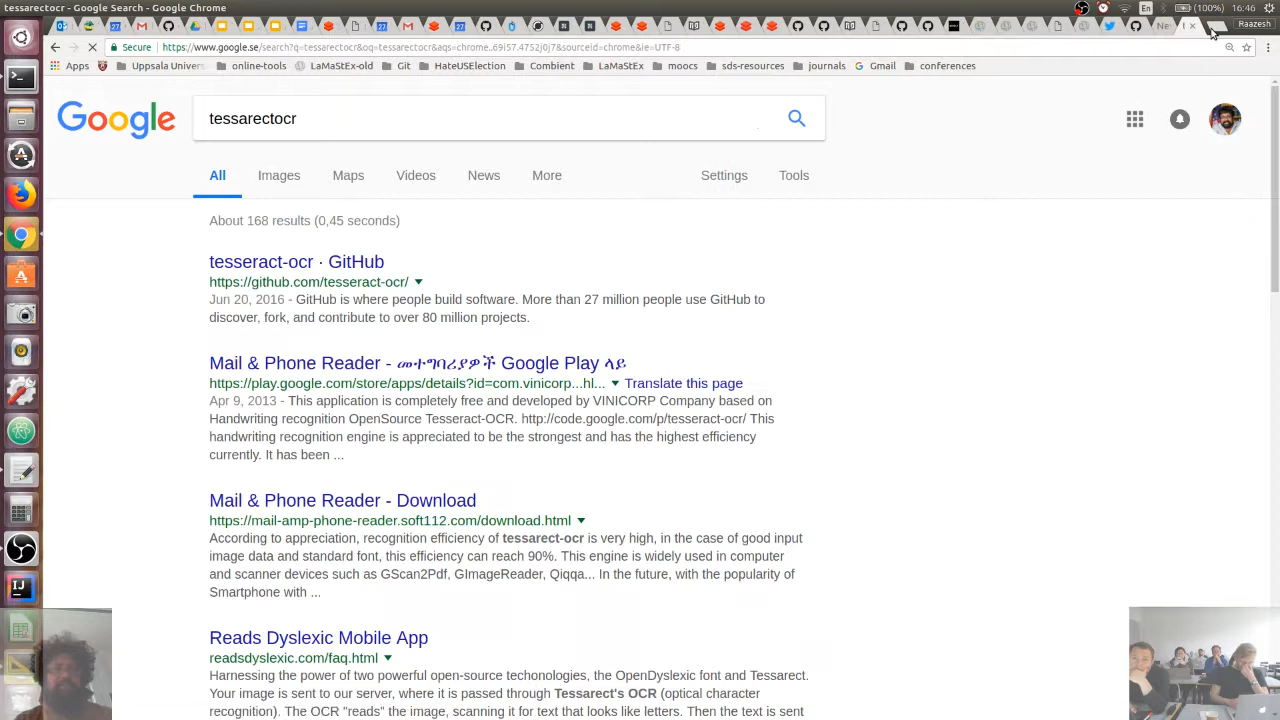 tessarectocr - Google Search - Google Chrome
En
(100%)
16:46
Raazesh
Ne
Secure
https://www.google.se/search?q=tessarectocr&oq=tessarectocr&aqs=chrome..69i57.4752j0j7&sourceid=chrome&ie=UTF-8
Apps
Uppsala Univers
online-tools
LaMaStEx-old
Git
HateUSElection
Combient
LaMaStEx
moocs
sds-resources
journals
Gmail
conferences
Google
tessarectocr
All
Images
Maps
Videos
News
More
Settings
Tools
About 168 results (0,45 seconds)
tesseract-ocr · GitHub
https://github.com/tesseract-ocr/
Jun 20, 2016 - GitHub is where people build software. More than 27 million people use GitHub to
discover, fork, and contribute to over 80 million projects.
Mail & Phone Reader - መተግባሪያዎች Google Play ላይ
https://play.google.com/store/apps/details?id=com.vinicorp...hl... Translate this page
Apr 9, 2013 - This application is completely free and developed by VINICORP Company based on
Handwriting recognition OpenSource Tesseract-OCR. http://code.google.com/p/tesseract-ocr/ This
handwriting recognition engine is appreciated to be the strongest and has the highest efficiency
currently. It has been ...
Mail & Phone Reader - Download
https://mail-amp-phone-reader.soft112.com/download.html
According to appreciation, recognition efficiency of tessarect-ocr is very high, in the case of good input
image data and standard font, this efficiency can reach 90%. This engine is widely used in computer
and scanner devices such as GScan2Pdf, GImageReader, Qiqqa... In the future, with the popularity of
Smartphone with ...
Reads Dyslexic Mobile App
readsdyslexic.com/faq.html
Harnessing the power of two powerful open-source techonologies, the OpenDyslexic font and Tessarect.
Your image is sent to our server, where it is passed through Tessarect's OCR (optical character
recognition). The OCR "reads" the image, scanning it for text that looks like letters. Then the text is sent